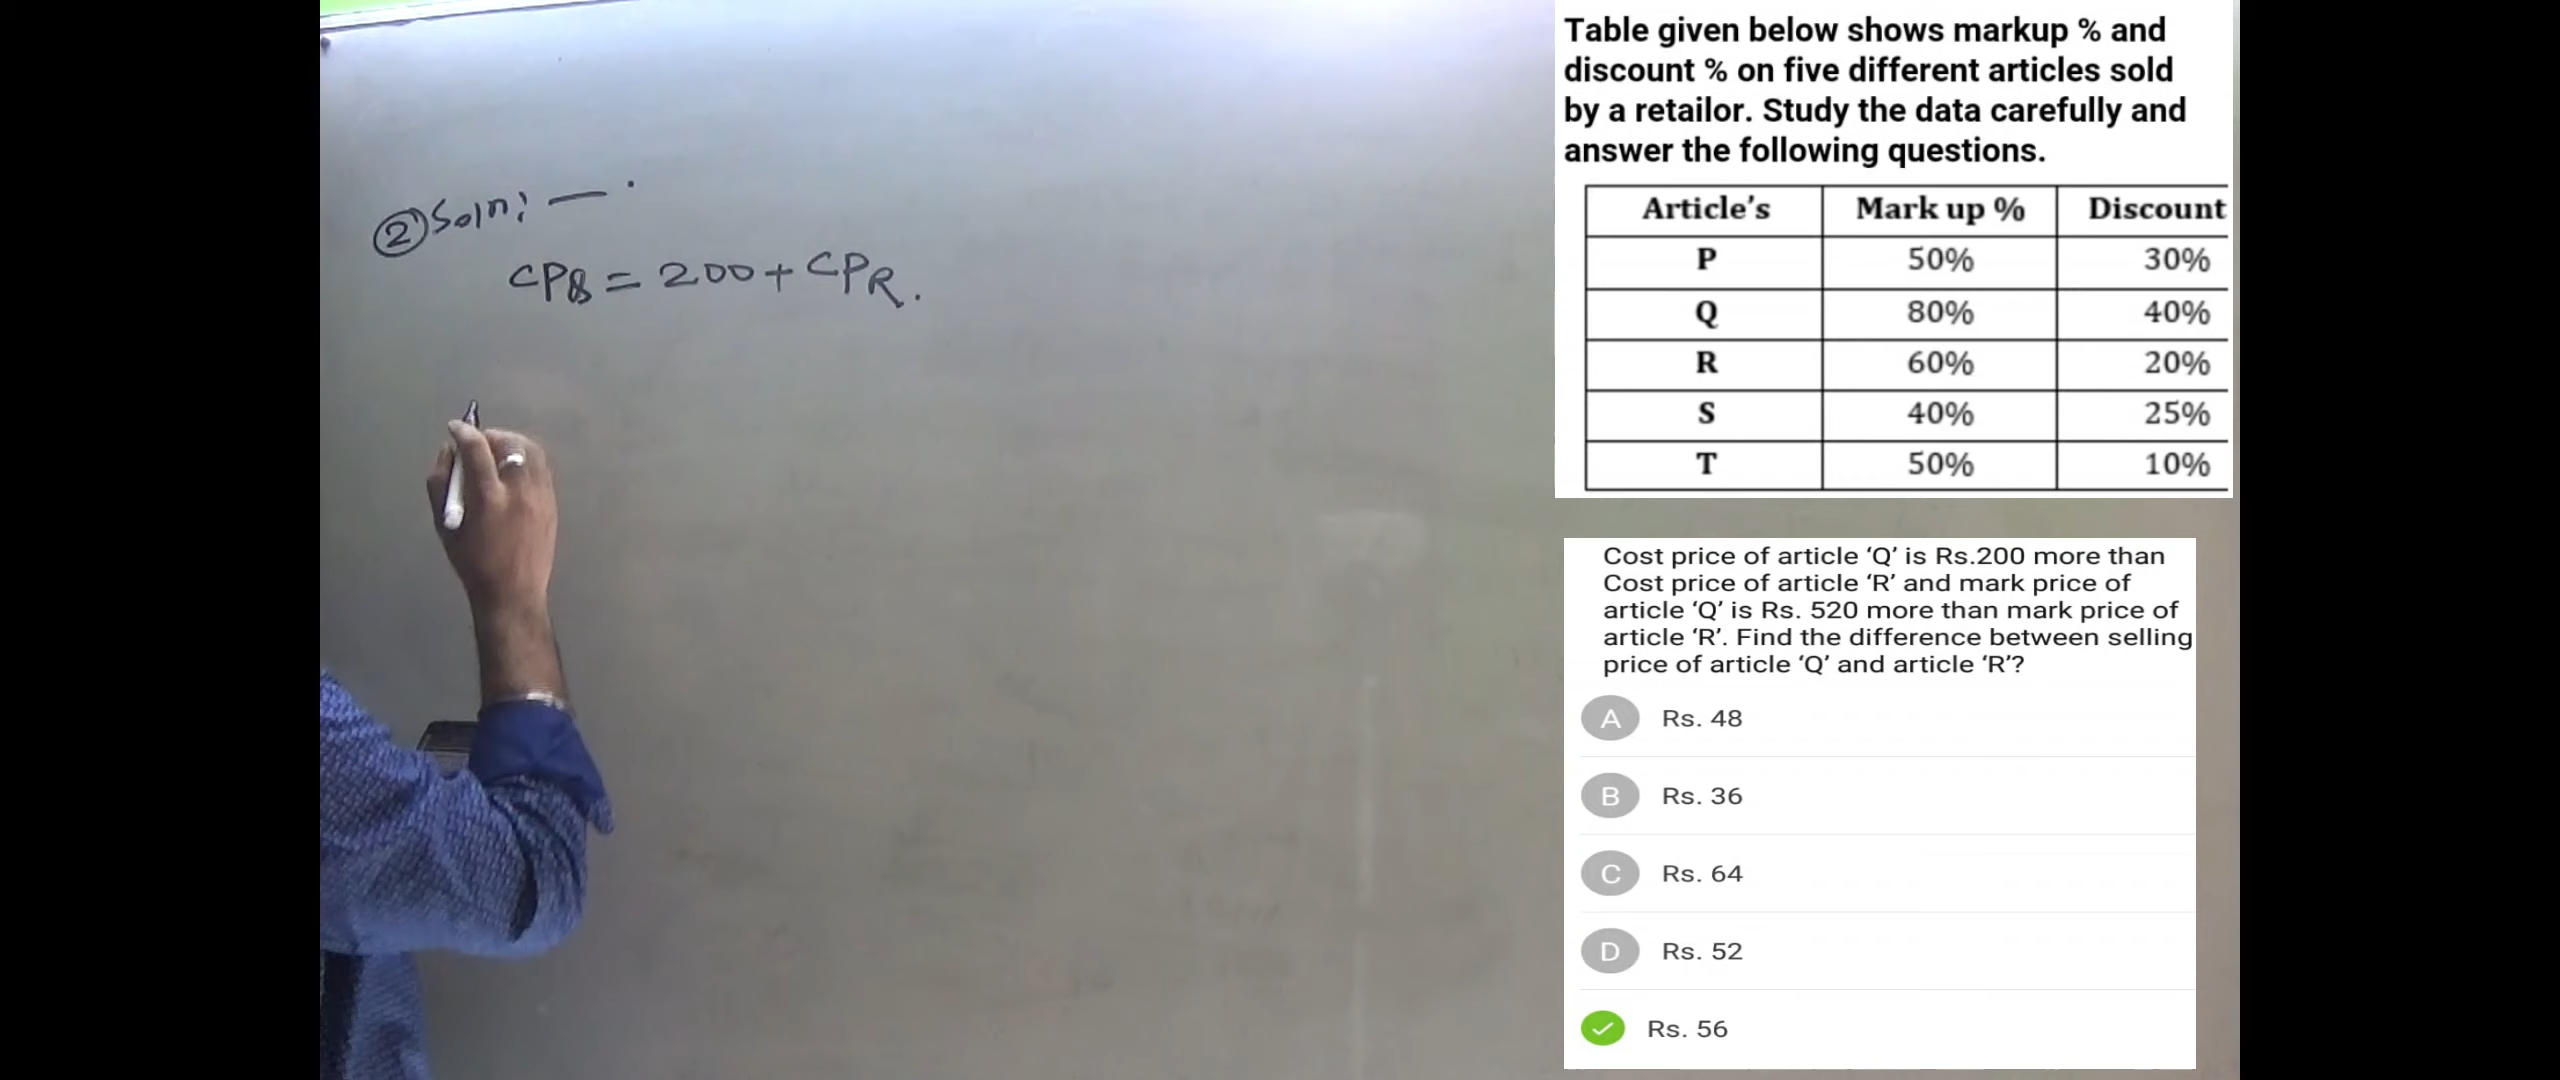 ② Soln: — .
CPQ = 200 + CPR.
Table given below shows markup % and
discount % on five different articles sold
by a retailor. Study the data carefully and
answer the following questions.
Article's Mark up % Discount
P 50% 30%
Q 80% 40%
R 60% 20%
S 40% 25%
T 50% 10%
Cost price of article ‘Q’ is Rs.200 more than
Cost price of article ‘R’ and mark price of
article ‘Q’ is Rs. 520 more than mark price of
article ‘R’. Find the difference between selling
price of article ‘Q’ and article ‘R’?
A Rs. 48
B Rs. 36
C Rs. 64
D Rs. 52
Rs. 56